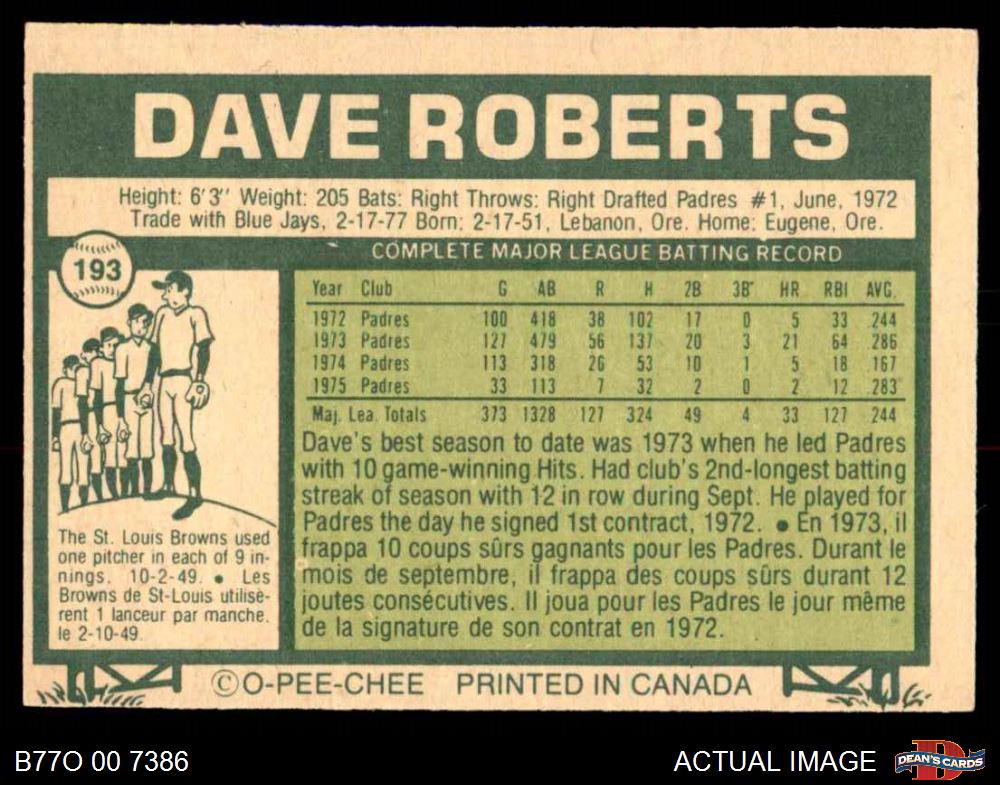 DAVE ROBERTS
Height: 6'3" Weight: 205 Bats: Right Throws: Right Drafted Padres #1, June, 1972
Trade with Blue Jays, 2-17-77 Born: 2-17-51, Lebanon, Ore. Home: Eugene, Ore.
193
COMPLETE MAJOR LEAGUE BATTING RECORD
Year Club G AB R H 2B 3B HR RBI AVG.
1972 Padres 100 418 38 102 17 0 5 33 244
1973 Padres 127 479 56 137 20 3 21 64 286
1974 Padres 113 318 26 53 10 1 5 18 167
1975 Padres 33 113 7 32 2 0 2 12 283
Maj. Lea. Totals 373 1328 127 324 49 4 33 127 244
Dave's best season to date was 1973 when he led Padres
with 10 game-winning Hits. Had club's 2nd-longest batting
streak of season with 12 in row during Sept. He played for
Padres the day he signed 1st contract, 1972. ● En 1973, il
frappa 10 coups sûrs gagnants pour les Padres. Durant le
mois de septembre, il frappa des coups sûrs durant 12
joutes consécutives. Il joua pour les Padres le jour même
de la signature de son contrat en 1972.
The St. Louis Browns used
one pitcher in each of 9 in-
nings. 10-2-49. ● Les
Browns de St-Louis utilisè-
rent 1 lanceur par manche.
le 2-10-49.
©O-PEE-CHEE PRINTED IN CANADA
B77O 00 7386
ACTUAL IMAGE
D
DEAN'S CARDS